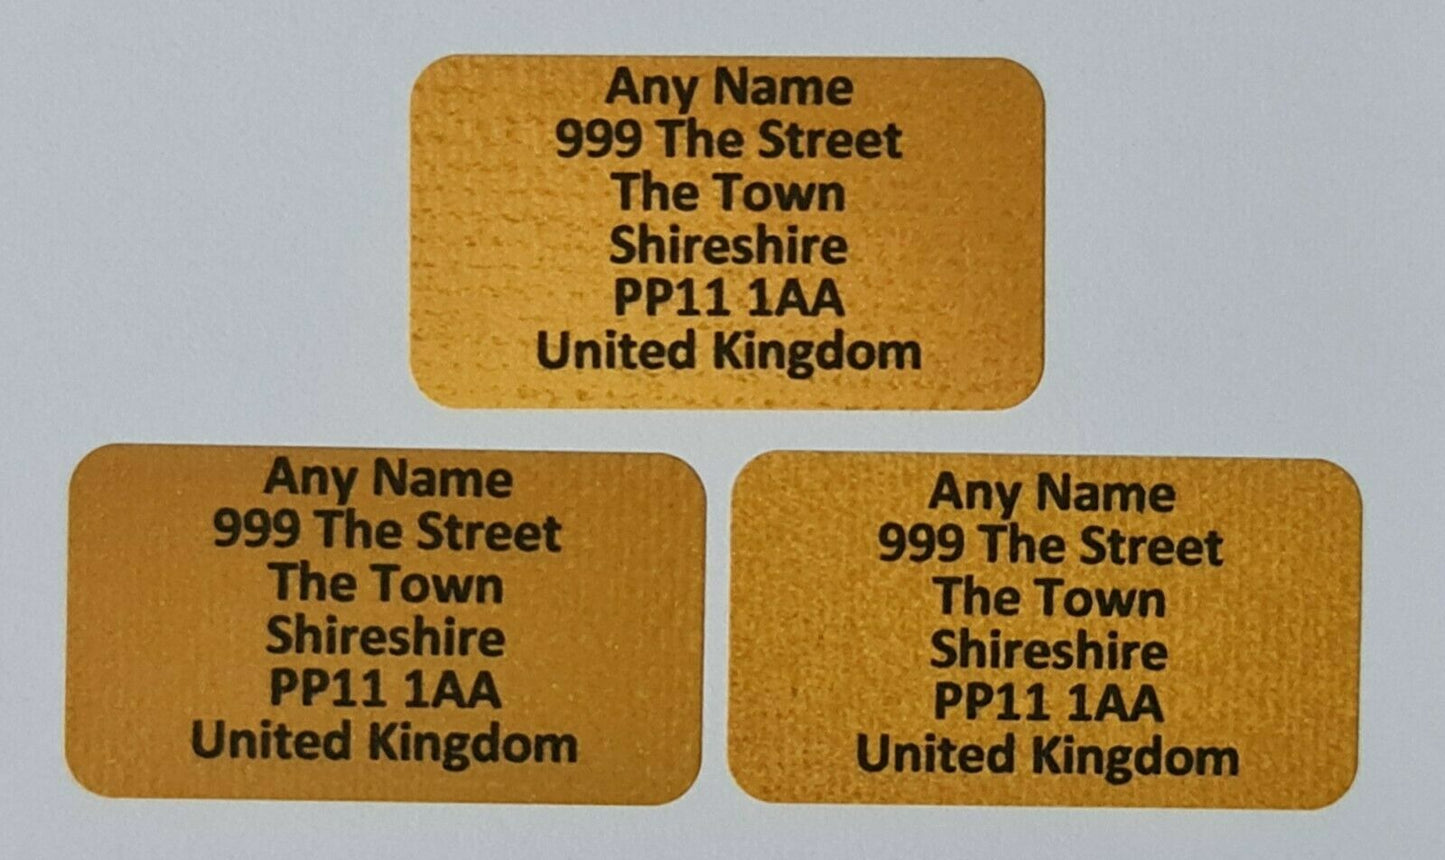 Any Name
999 The Street
The Town
Shireshire
PP11 1AA
United Kingdom
Any Name
999 The Street
The Town
Shireshire
PP11 1AA
United Kingdom
Any Name
999 The Street
The Town
Shireshire
PP11 1AA
United Kingdom